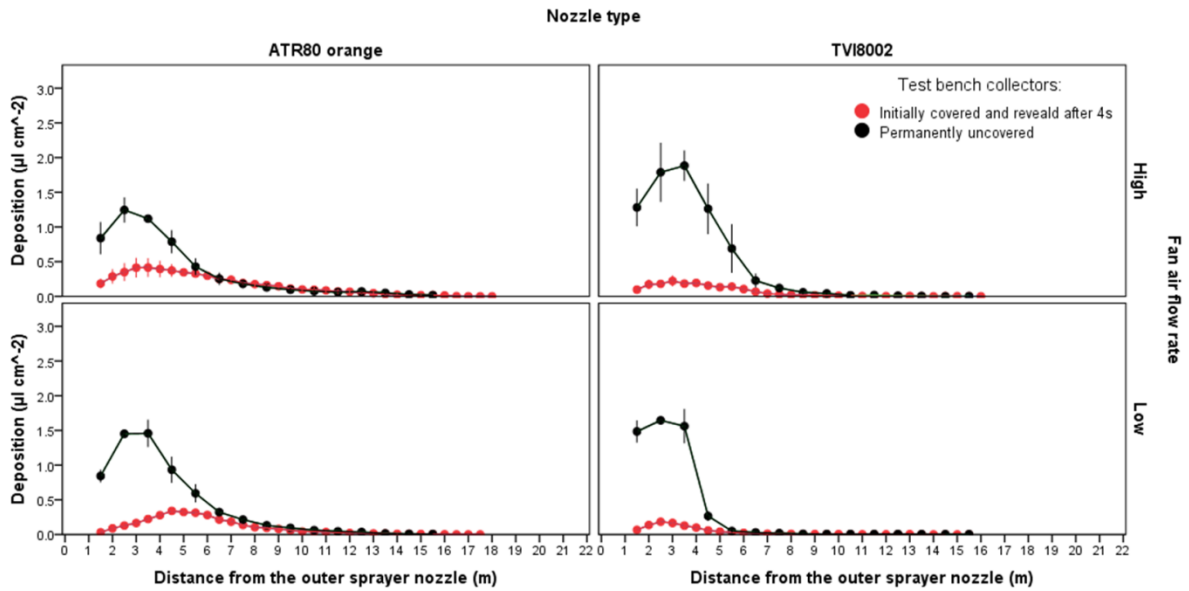 Nozzle type
ATR80 orange
TVI8002
Deposition (µl cm^-2)
3.0
2.5
2.0
1.5
1.0
0.5
0.0
Test bench collectors:
Initially covered and reveald after 4s
Permanently uncovered
High
Fan air flow rate
Deposition (µl cm^-2)
3.0
2.5
2.0
1.5
1.0
0.5
0.0
Low
0 1 2 3 4 5 6 7 8 9 10 11 12 13 14 15 16 17 18 19 20 21 22
0 1 2 3 4 5 6 7 8 9 10 11 12 13 14 15 16 17 18 19 20 21 22
Distance from the outer sprayer nozzle (m)
Distance from the outer sprayer nozzle (m)